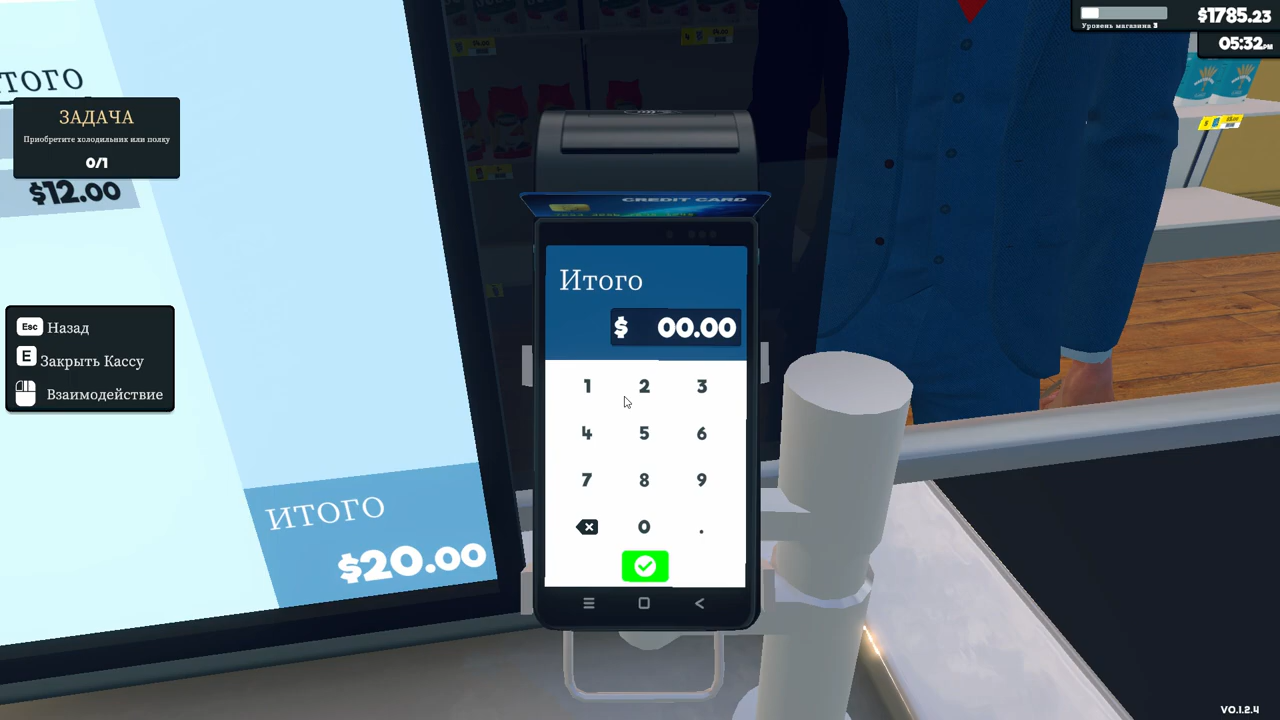 ИТОГО
ЗАДАЧА
Приобретите холодильник или полку
0/1
$12.00
Esc Назад
E Закрыть Кассу
Взаимодействие
ИТОГО
$20.00
CREDIT CARD
Итого
$ 00.00
1 2 3
4 5 6
7 8 9
0 .
$1785.23
Уровень магазина 3
05:32PM
V0.1.2.4